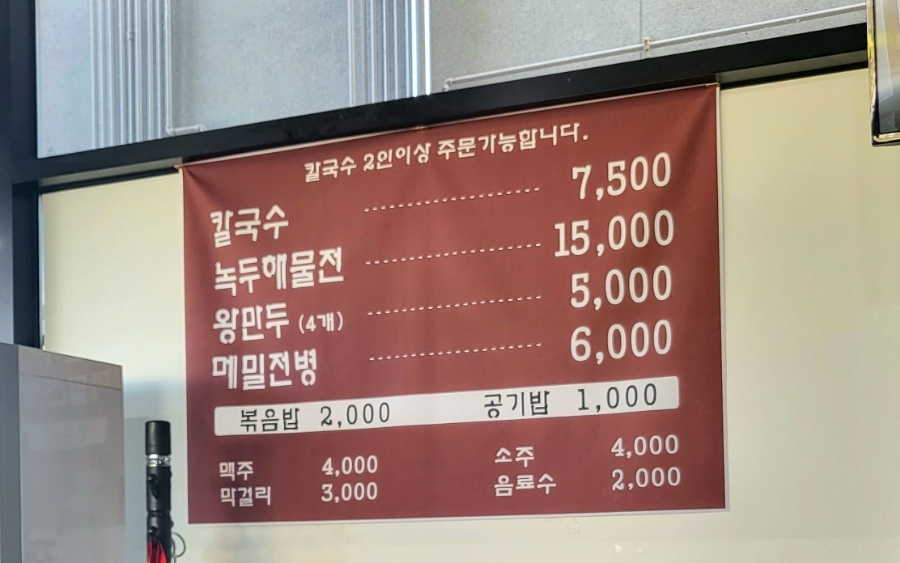 칼국수 2인이상 주문가능합니다.
칼국수 ........................ 7,500
녹두해물전 ........................ 15,000
왕만두 (4개) ........................ 5,000
메밀전병 ........................ 6,000
볶음밥 2,000 공기밥 1,000
맥주 4,000 소주 4,000
막걸리 3,000 음료수 2,000